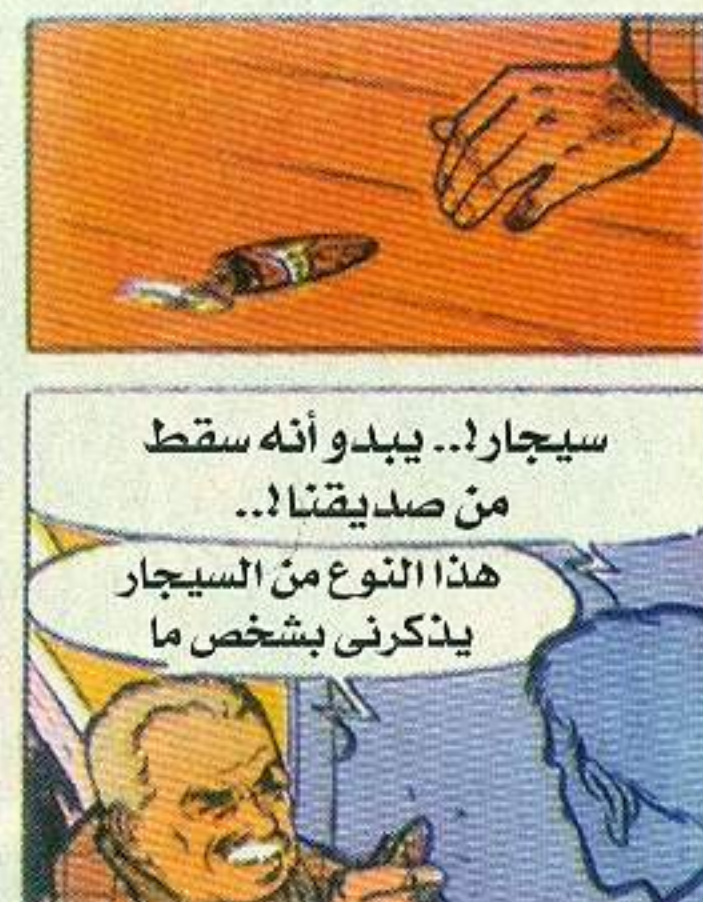 سيجار!.. يبدو أنه سقط
من صديقنا!..
هذا النوع من السيجار
يذكرنى بشخص ما